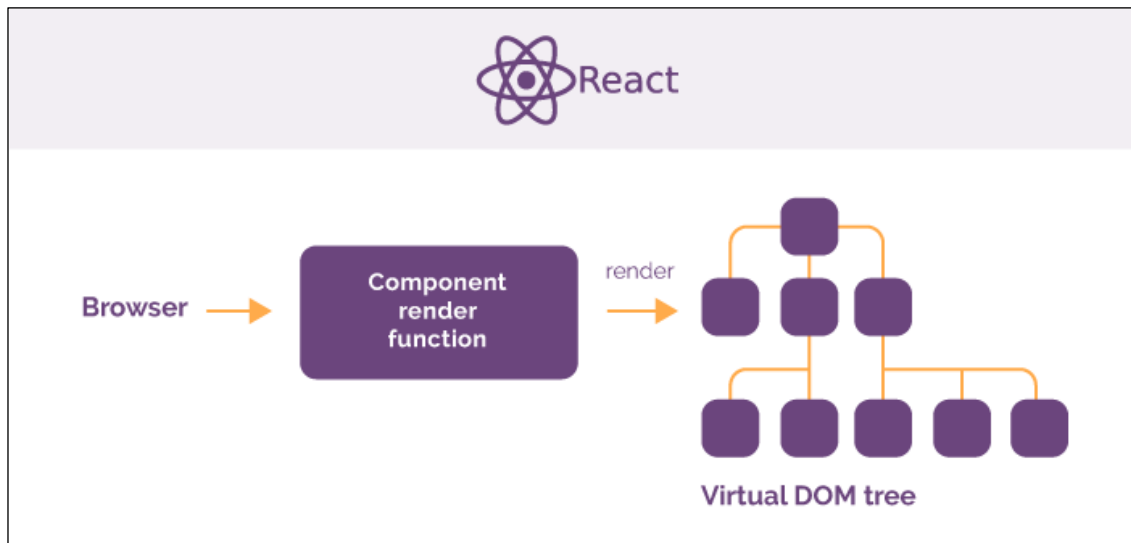 React
Browser
Component
render
function
render
Virtual DOM tree